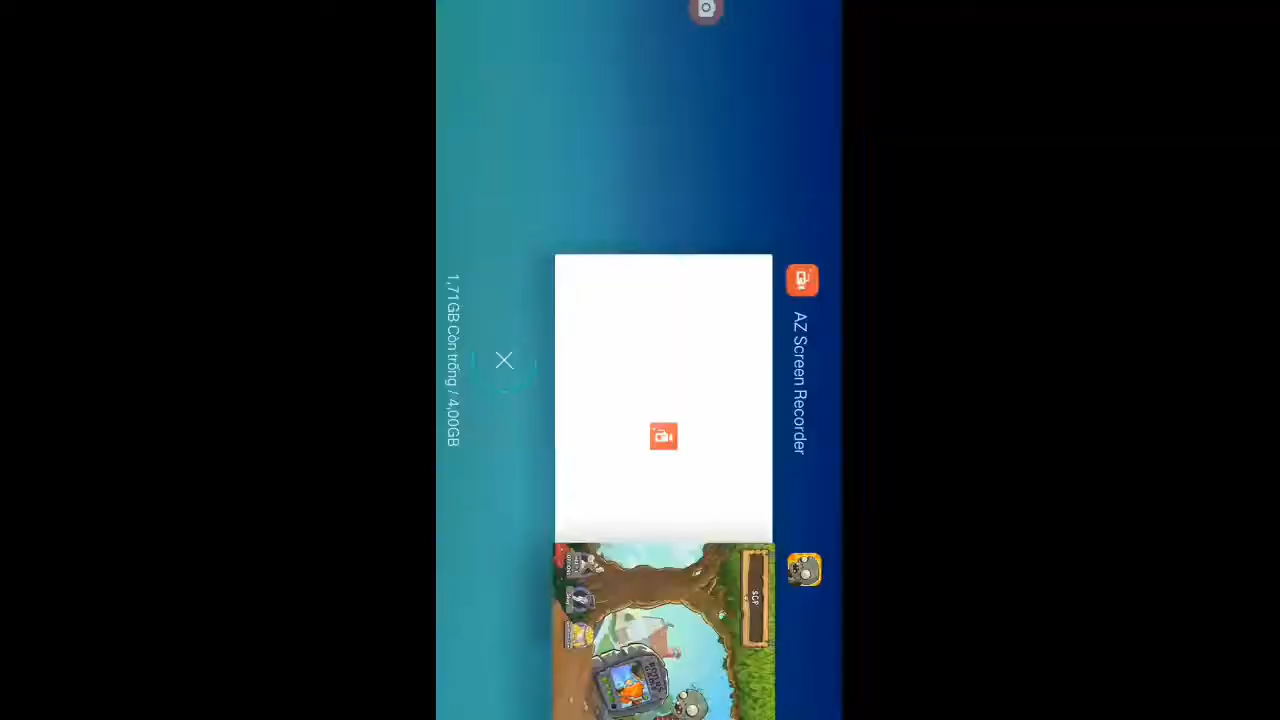 AZ Screen Recorder
1,71GB Còn trống / 4,00GB